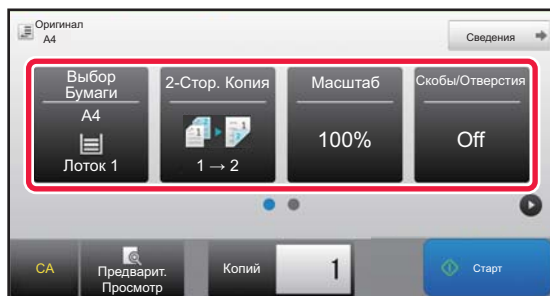 Оригинал
A4
Сведения
Выбор
Бумаги
A4
Лоток 1
2-Стор. Копия
1 → 2
Масштаб
100%
Скобы/Отверстия
Off
CA
Предварит.
Просмотр
Копий
1
Старт